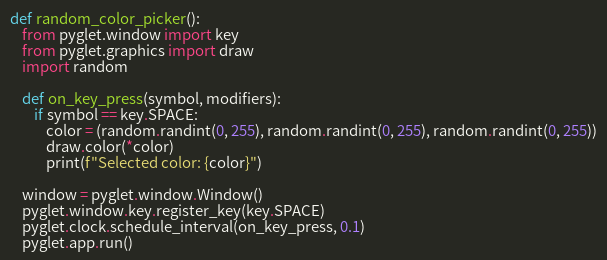 def random_color_picker():
    from pyglet.window import key
    from pyglet.graphics import draw
    import random

    def on_key_press(symbol, modifiers):
        if symbol == key.SPACE:
            color = (random.randint(0, 255), random.randint(0, 255), random.randint(0, 255))
            draw.color(*color)
            print(f"Selected color: {color}")

    window = pyglet.window.Window()
    pyglet.window.key.register_key(key.SPACE)
    pyglet.clock.schedule_interval(on_key_press, 0.1)
    pyglet.app.run()